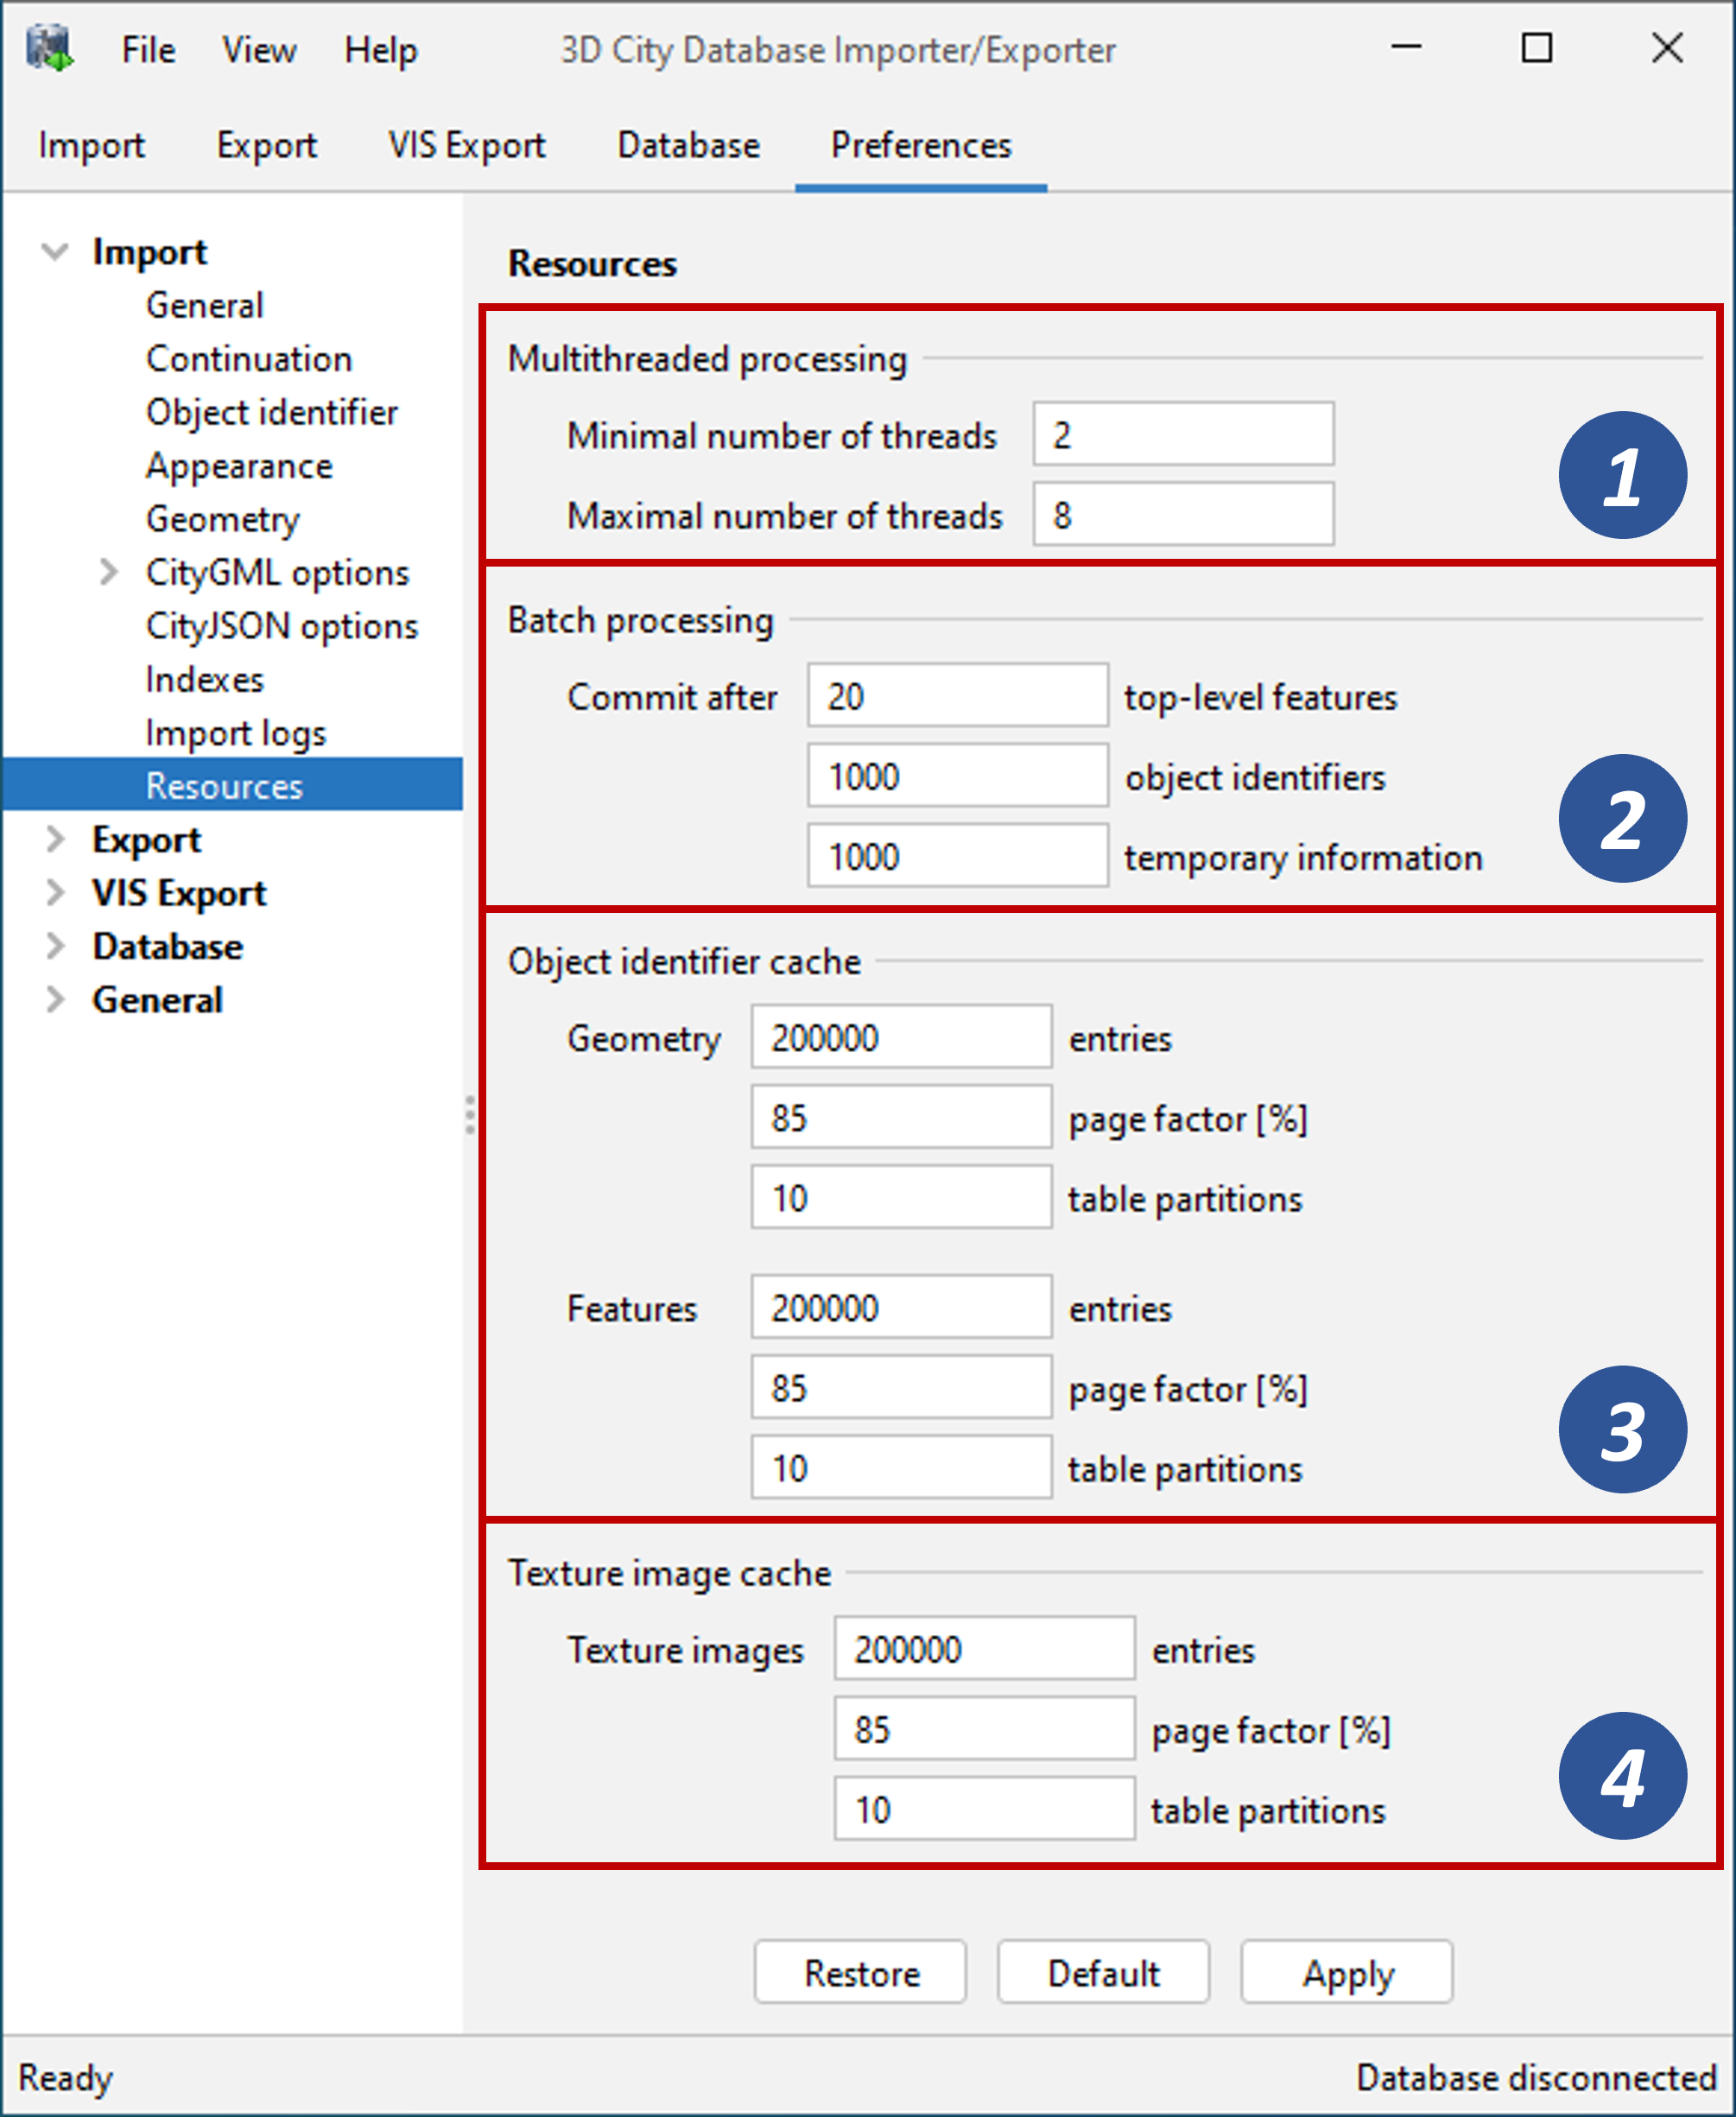 File View Help 3D City Database Importer/Exporter
Import Export VIS Export Database Preferences
Import
General
Continuation
Object identifier
Appearance
Geometry
CityGML options
CityJSON options
Indexes
Import logs
Resources
Export
VIS Export
Database
General
Resources
Multithreaded processing
Minimal number of threads 2
Maximal number of threads 8
1
Batch processing
Commit after 20 top-level features
1000 object identifiers
1000 temporary information
2
Object identifier cache
Geometry 200000 entries
85 page factor [%]
10 table partitions
Features 200000 entries
85 page factor [%]
10 table partitions
3
Texture image cache
Texture images 200000 entries
85 page factor [%]
10 table partitions
4
Restore Default Apply
Ready Database disconnected